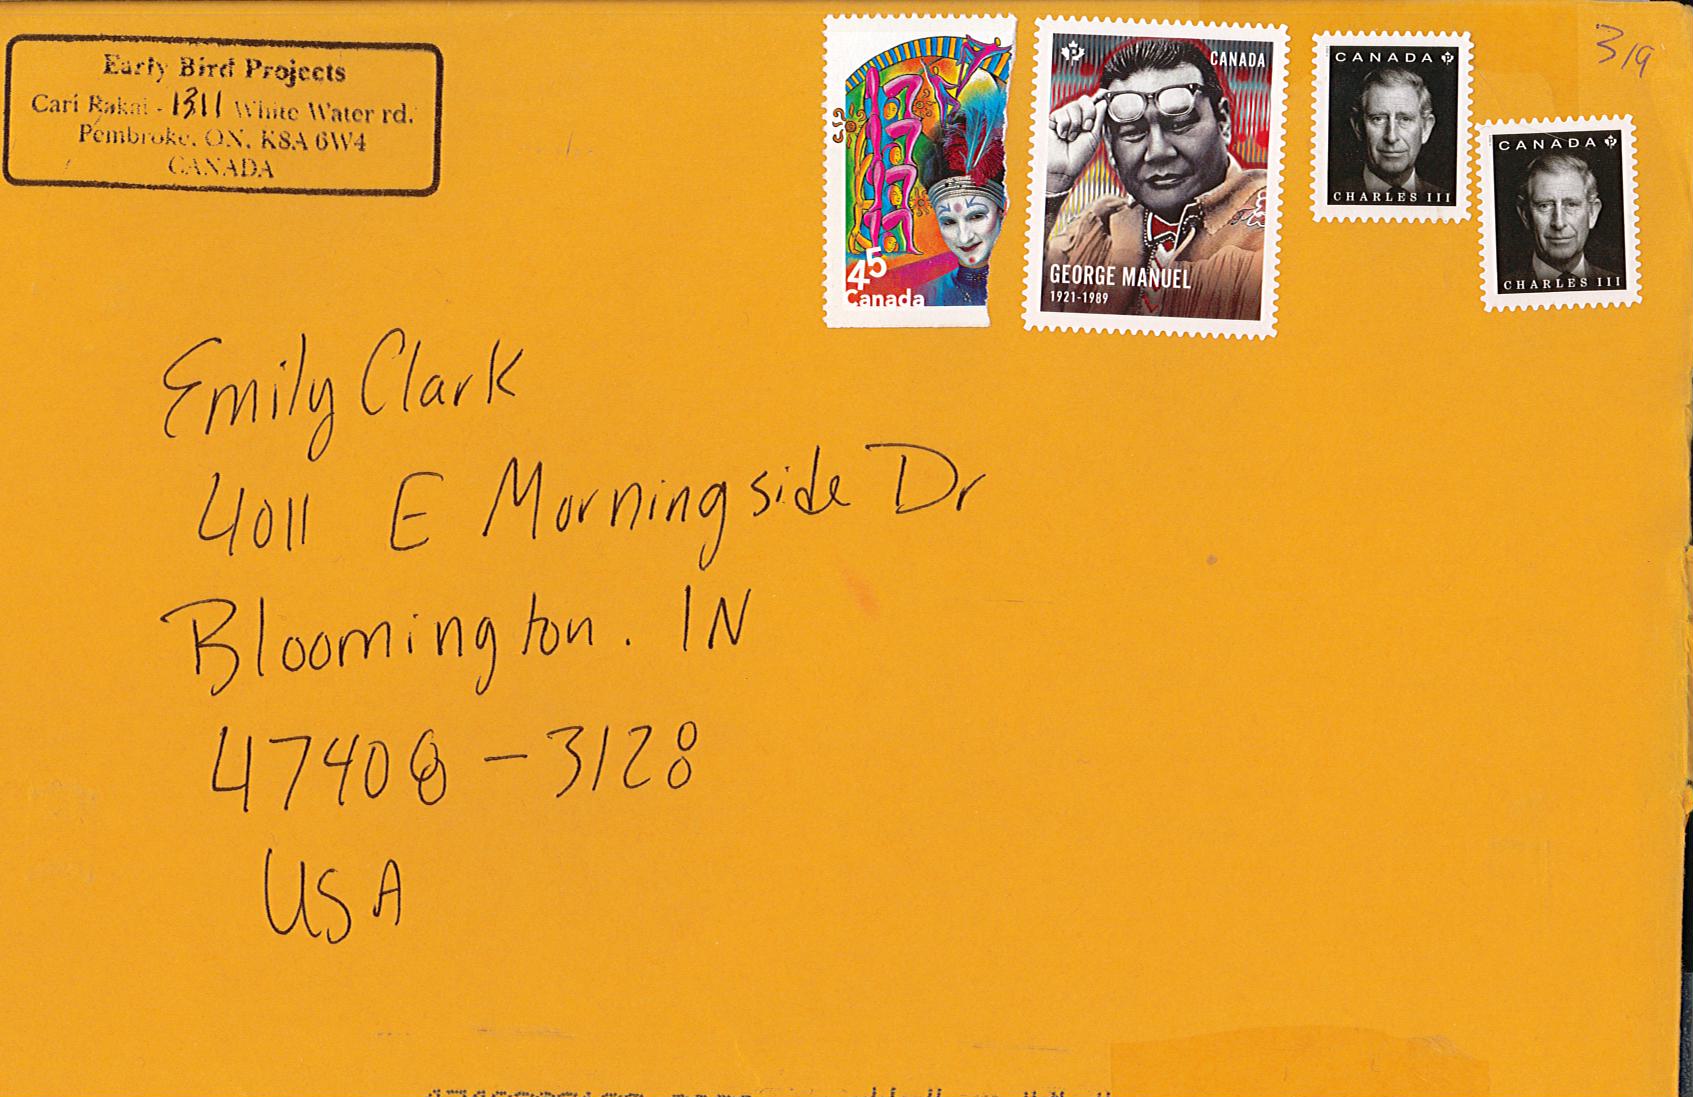 Early Bird Projects
Cari Rakai - 1311 White Water rd.
Pembroke, ON, K8A 6W4
CANADA
45
Canada
P
CANADA
GEORGE MANUEL
1921-1989
CANADA P
CHARLES III
CANADA P
CHARLES III
3/9
Emily Clark
4011 E Morningside Dr
Bloomington. IN
47408-3128
USA